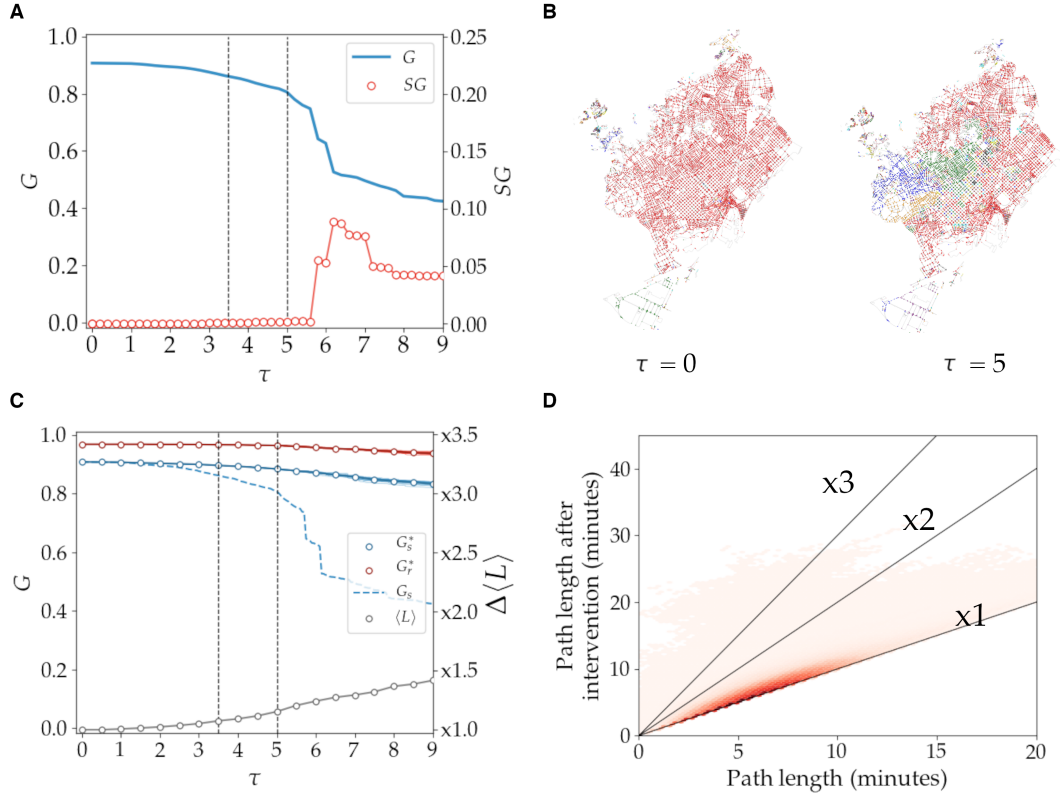 A
1.0
0.8
0.6
0.4
0.2
0.0
G
0.25
0.20
0.15
0.10
0.05
0.00
SG
G
SG
0 1 2 3 4 5 6 7 8 9
τ
B
τ = 0
τ = 5
C
1.0
0.8
0.6
0.4
0.2
0.0
G
x3.5
x3.0
x2.5
x2.0
x1.5
x1.0
Δ⟨L⟩
G*s
G*r
Gs
⟨L⟩
0 1 2 3 4 5 6 7 8 9
τ
D
Path length after
intervention (minutes)
40
30
20
10
0
x3
x2
x1
0 5 10 15 20
Path length (minutes)